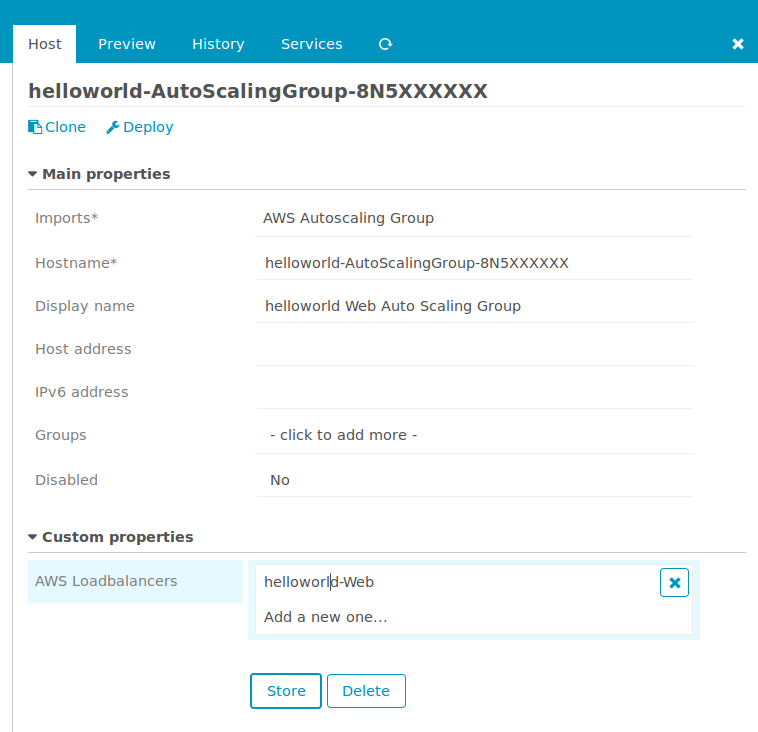 Host Preview History Services
helloworld-AutoScalingGroup-8N5XXXXXX
Clone Deploy
Main properties
Imports* AWS Autoscaling Group
Hostname* helloworld-AutoScalingGroup-8N5XXXXXX
Display name helloworld Web Auto Scaling Group
Host address
IPv6 address
Groups - click to add more -
Disabled No
Custom properties
AWS Loadbalancers helloworld-Web
Add a new one...
Store Delete